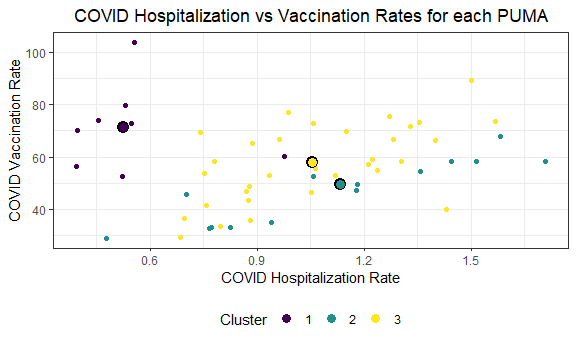 COVID Hospitalization vs Vaccination Rates for each PUMA
COVID Vaccination Rate
100
80
60
40
0.6 0.9 1.2 1.5
COVID Hospitalization Rate
Cluster 1 2 3